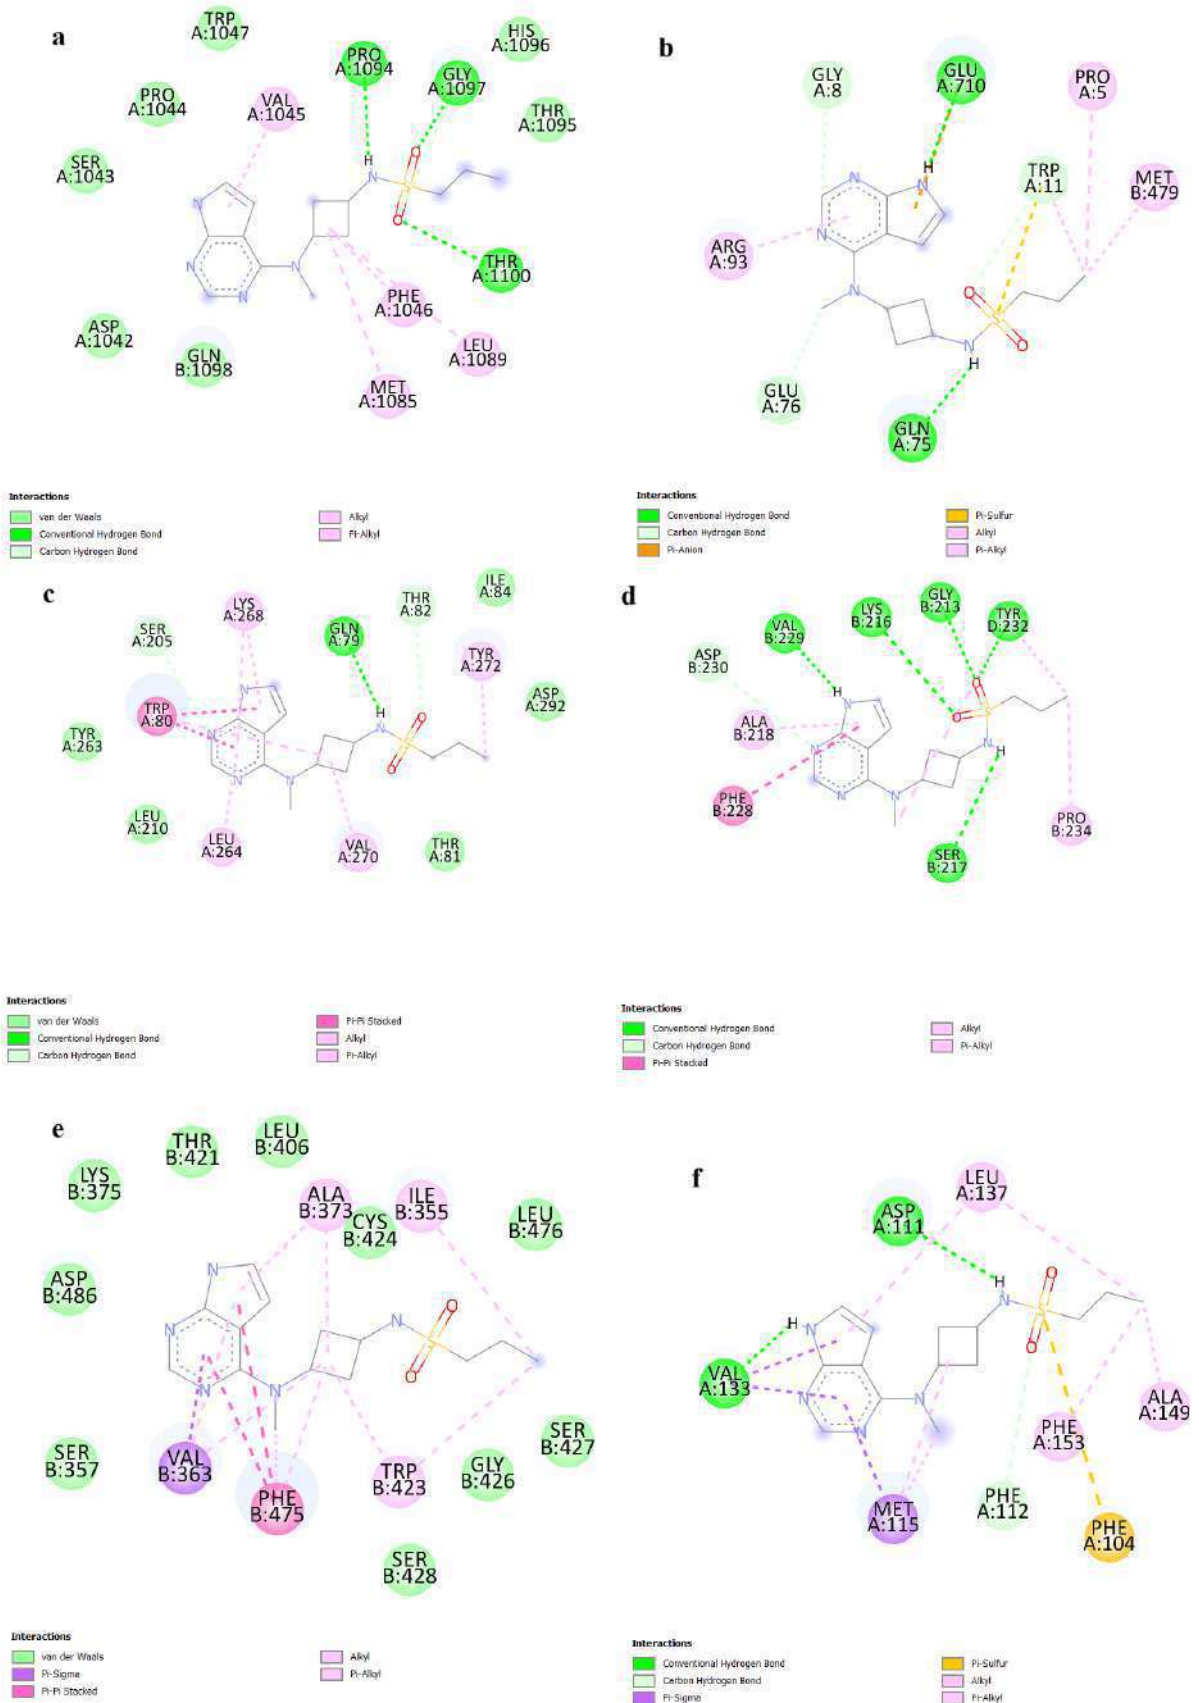 a
TRP
A:1047
PRO
A:1094
GLY
A:1097
HIS
A:1096
PRO
A:1044
VAL
A:1045
THR
A:1095
SER
A:1043
H
N
O
S
O
N
N
N
N
THR
A:1100
PHE
A:1046
ASP
A:1042
GLN
B:1098
LEU
A:1089
MET
A:1085
Interactions
van der Waals
Conventional Hydrogen Bond
Carbon Hydrogen Bond
Alkyl
Pi-Alkyl
b
GLY
A:8
GLU
A:710
PRO
A:5
TRP
A:11
MET
B:479
H
N
N
N
ARG
A:93
N
O
S
O
N
H
GLU
A:76
GLN
A:75
Interactions
Conventional Hydrogen Bond
Carbon Hydrogen Bond
Pi-Anion
Pi-Sulfur
Alkyl
Pi-Alkyl
c
LYS
A:268
THR
A:82
ILE
A:84
SER
A:205
GLN
A:79
TYR
A:272
TRP
A:80
ASP
A:292
TYR
A:263
H
N
O
S
O
N
N
N
N
LEU
A:210
LEU
A:264
VAL
A:270
THR
A:81
Interactions
van der Waals
Conventional Hydrogen Bond
Carbon Hydrogen Bond
Pi-Pi Stacked
Alkyl
Pi-Alkyl
d
LYS
B:216
GLY
B:213
TYR
D:232
VAL
B:229
ASP
B:230
ALA
B:218
H
N
O
O
S
N
H
N
N
N
PHE
B:228
PRO
B:234
SER
B:217
Interactions
Conventional Hydrogen Bond
Carbon Hydrogen Bond
Pi-Pi Stacked
Alkyl
Pi-Alkyl
e
THR
B:421
LEU
B:406
LYS
B:375
ALA
B:373
ILE
B:355
CYS
B:424
LEU
B:476
ASP
B:486
N
N
N
N
N
O
S
O
SER
B:357
VAL
B:363
PHE
B:475
TRP
B:423
GLY
B:426
SER
B:427
SER
B:428
Interactions
van der Waals
Pi-Sigma
Pi-Pi Stacked
Alkyl
Pi-Alkyl
f
LEU
A:137
ASP
A:111
H
N
O
S
O
H
N
N
N
N
VAL
A:133
ALA
A:149
PHE
A:153
MET
A:115
PHE
A:112
PHE
A:104
Interactions
Conventional Hydrogen Bond
Carbon Hydrogen Bond
Pi-Sigma
Pi-Sulfur
Alkyl
Pi-Alkyl